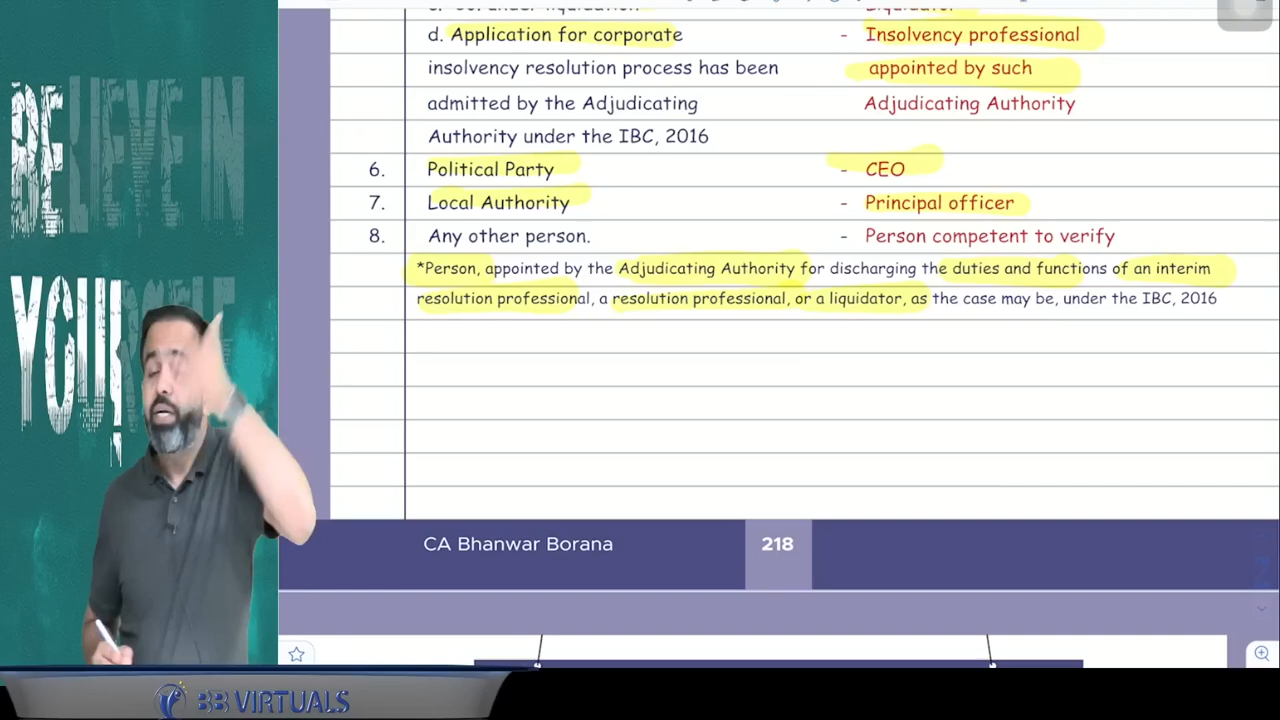 BELIEVE IN
YOURSELF
d. Application for corporate - Insolvency professional
insolvency resolution process has been appointed by such
admitted by the Adjudicating Adjudicating Authority
Authority under the IBC, 2016
6. Political Party - CEO
7. Local Authority - Principal officer
8. Any other person. - Person competent to verify
*Person, appointed by the Adjudicating Authority for discharging the duties and functions of an interim
resolution professional, a resolution professional, or a liquidator, as the case may be, under the IBC, 2016
CA Bhanwar Borana 218
BB VIRTUALS